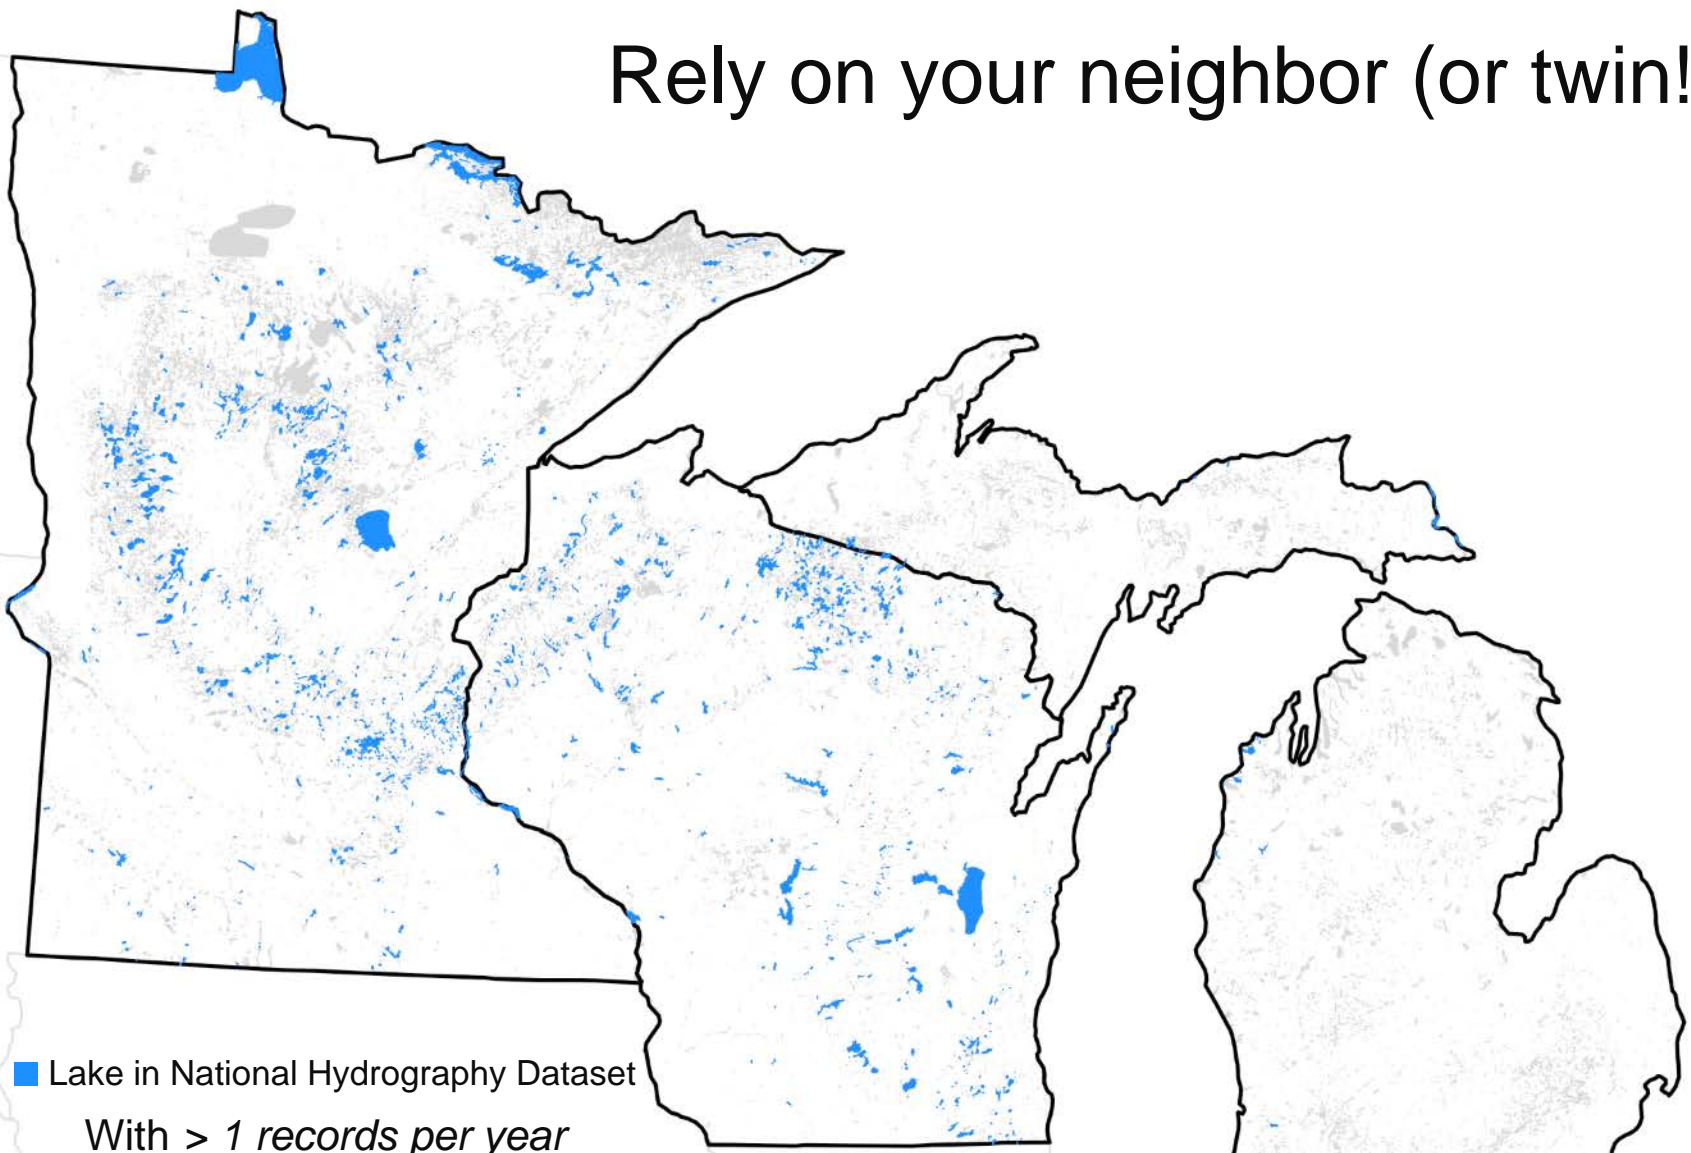 Rely on your neighbor (or twin!
Lake in National Hydrography Dataset
With > 1 records per year